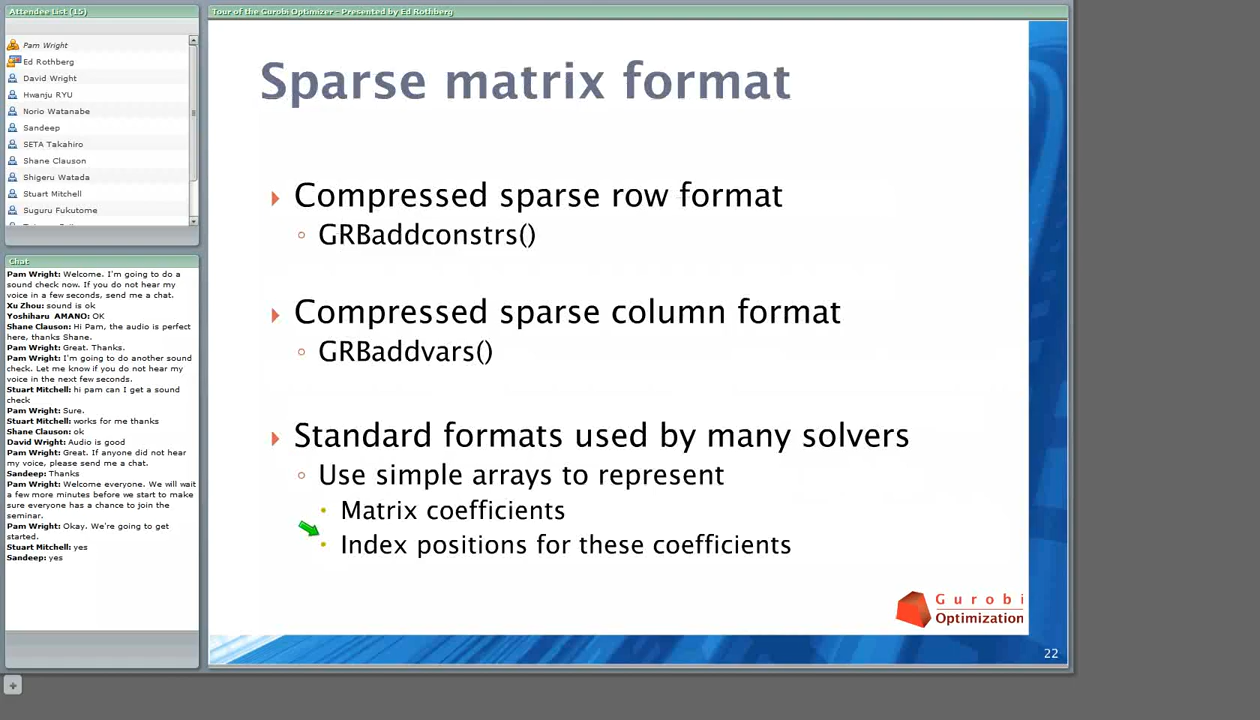 Attendee List (15)
Pam Wright
Ed Rothberg
David Wright
Hwanju RYU
Norio Watanabe
Sandeep
SETA Takahiro
Shane Clauson
Shigeru Watada
Stuart Mitchell
Suguru Fukutome
Chat
Pam Wright: Welcome. I'm going to do a
sound check now. If you do not hear my
voice in a few seconds, send me a chat.
Xu Zhou: sound is ok
Yoshiharu AMANO: OK
Shane Clauson: Hi Pam, the audio is perfect
here, thanks Shane.
Pam Wright: Great. Thanks.
Pam Wright: I'm going to do another sound
check. Let me know if you do not hear my
voice in the next few seconds.
Stuart Mitchell: hi pam can I get a sound
check
Pam Wright: Sure.
Stuart Mitchell: works for me thanks
Shane Clauson: ok
David Wright: Audio is good
Pam Wright: Great. If anyone did not hear
my voice, please send me a chat.
Sandeep: Thanks
Pam Wright: Welcome everyone. We will wait
a few more minutes before we start to make
sure everyone has a chance to join the
seminar.
Pam Wright: Okay. We're going to get
started.
Stuart Mitchell: yes
Sandeep: yes
Tour of the Gurobi Optimizer - Presented by Ed Rothberg
Sparse matrix format
Compressed sparse row format
GRBaddconstrs()
Compressed sparse column format
GRBaddvars()
Standard formats used by many solvers
Use simple arrays to represent
Matrix coefficients
Index positions for these coefficients
Gurobi
Optimization
22